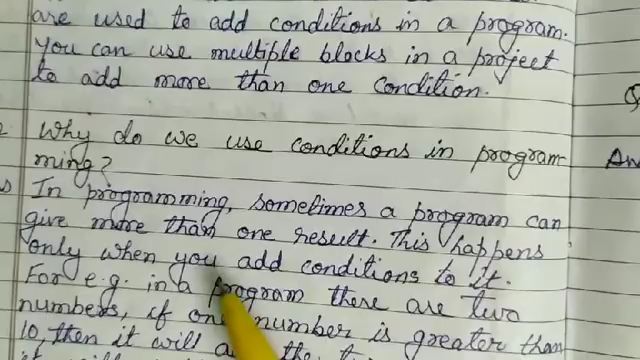 are used to add conditions in a program.
you can use multiple blocks in a project
to add more than one condition.
Why do we use conditions in program-
ming?
In programming, sometimes a program can
give more than one result. This happens
only when you add conditions to it.
For e.g. in a program there are two
numbers, if one number is greater than
10, then it will